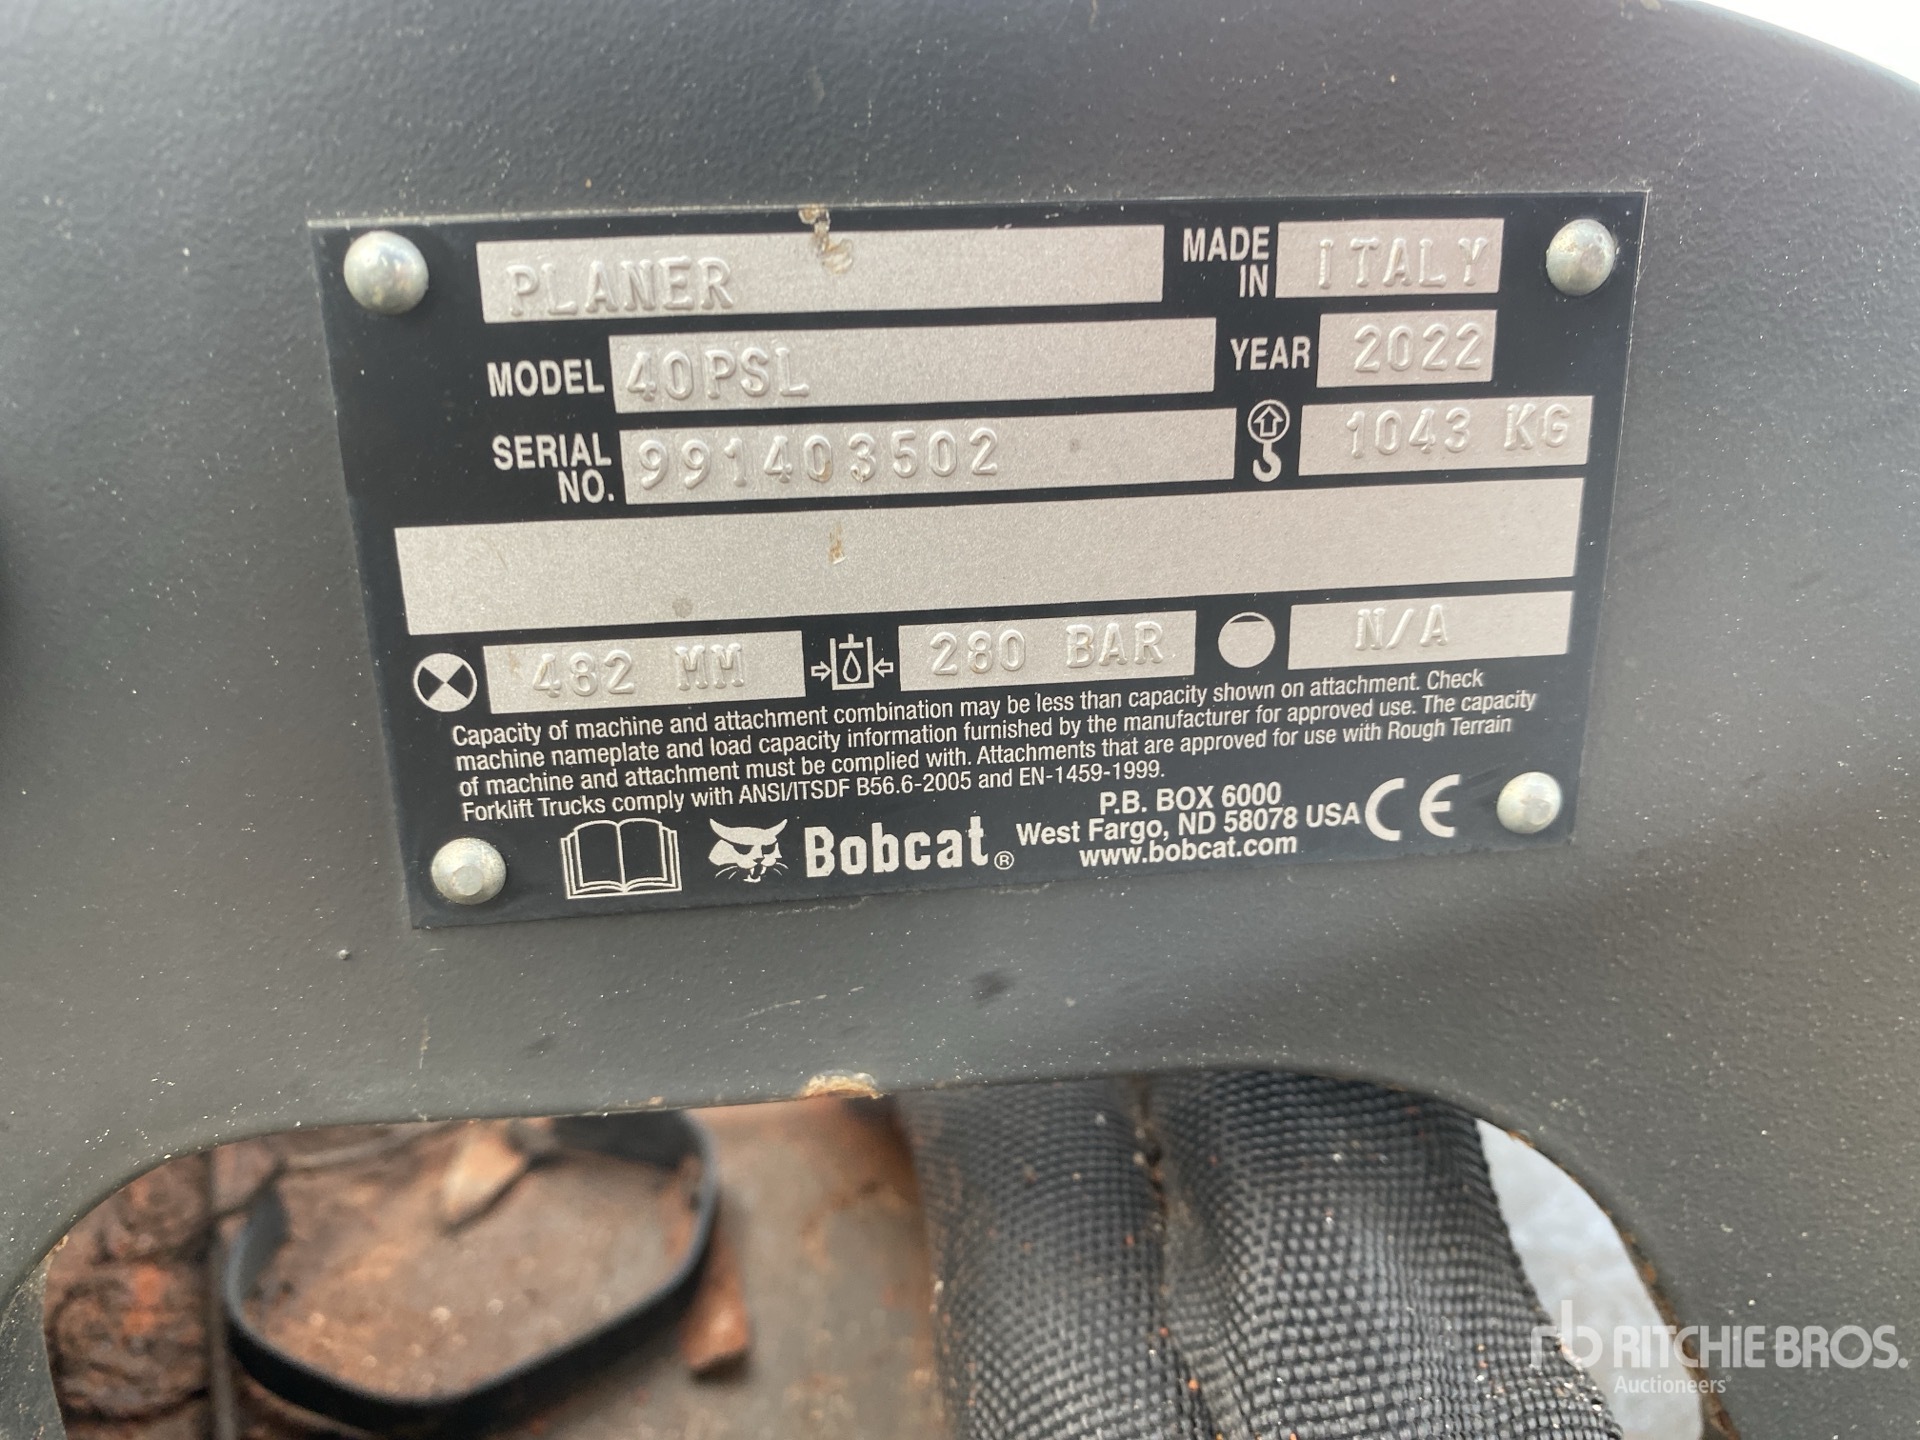 PLANER
MADE IN ITALY
MODEL 40PSL
YEAR 2022
SERIAL NO. 991403502
1043 KG
482 MM
280 BAR
N/A
Capacity of machine and attachment combination may be less than capacity shown on attachment. Check
machine nameplate and load capacity information furnished by the manufacturer for approved use. The capacity
of machine and attachment must be complied with. Attachments that are approved for use with Rough Terrain
Forklift Trucks comply with ANSI/ITSDF B56.6-2005 and EN-1459-1999.
Bobcat®
P.B. BOX 6000
West Fargo, ND 58078 USA
www.bobcat.com
CE
rb RITCHIE BROS.
Auctioneers